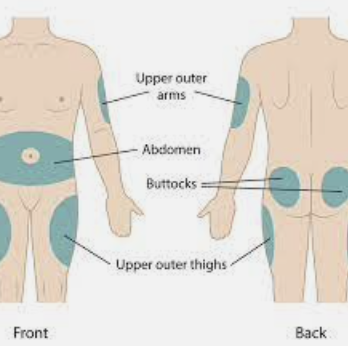 Upper outer
arms
Abdomen
Buttocks
Upper outer thighs
Front
Back